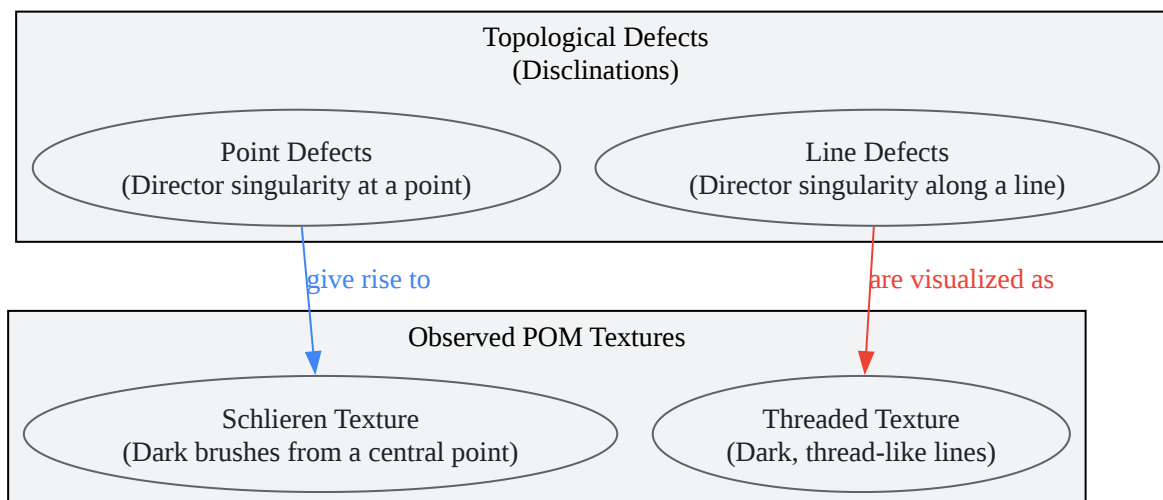 Topological Defects
(Disclinations)
Point Defects
(Director singularity at a point)
Line Defects
(Director singularity along a line)
give rise to
are visualized as
Observed POM Textures
Schlieren Texture
(Dark brushes from a central point)
Threaded Texture
(Dark, thread-like lines)